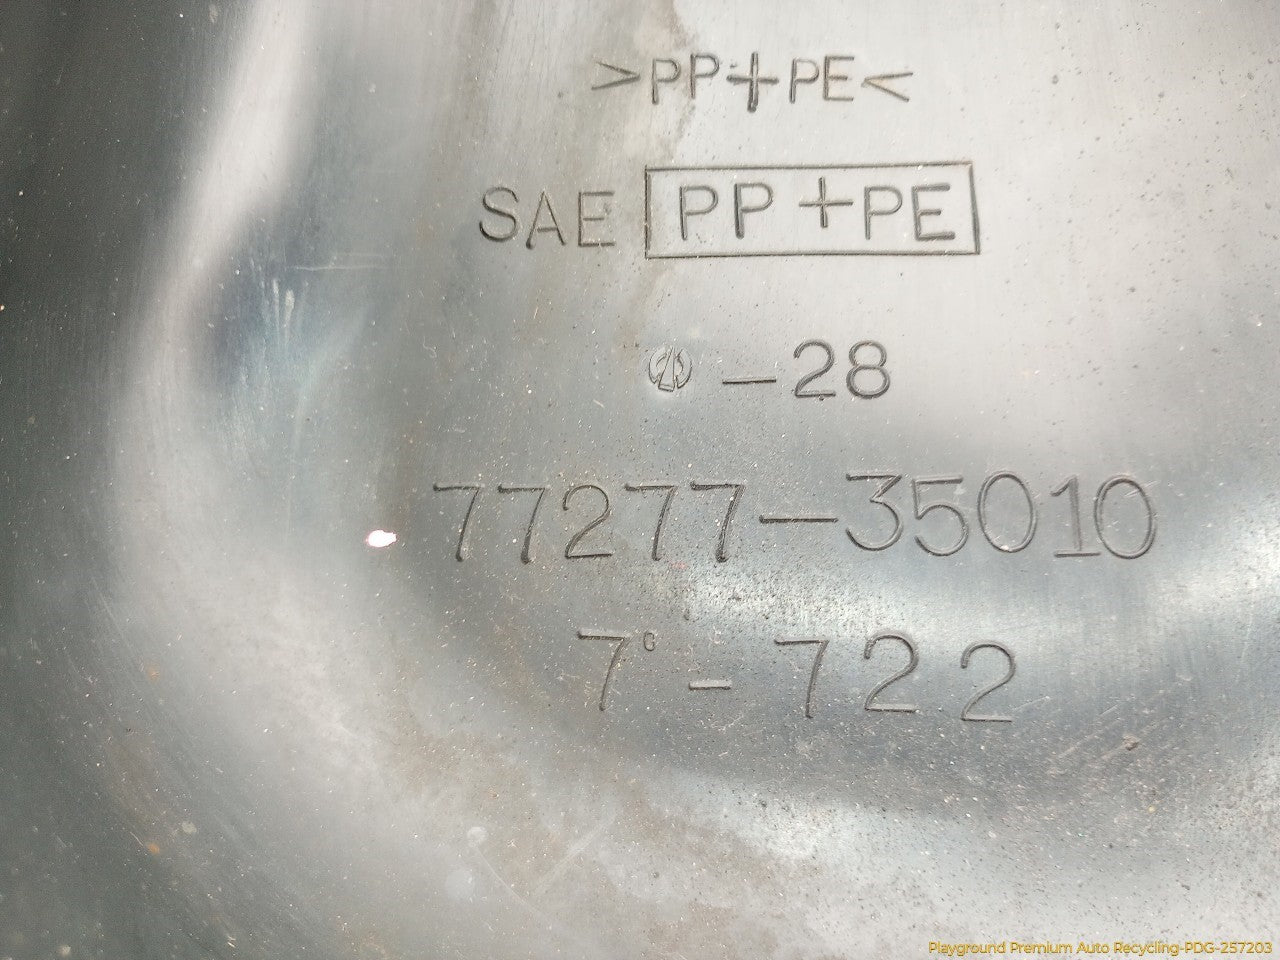 >PP+PE<
SAE PP+PE
-28
77277-35010
7° - 722
Playground Premium Auto Recycling-PDG-257203